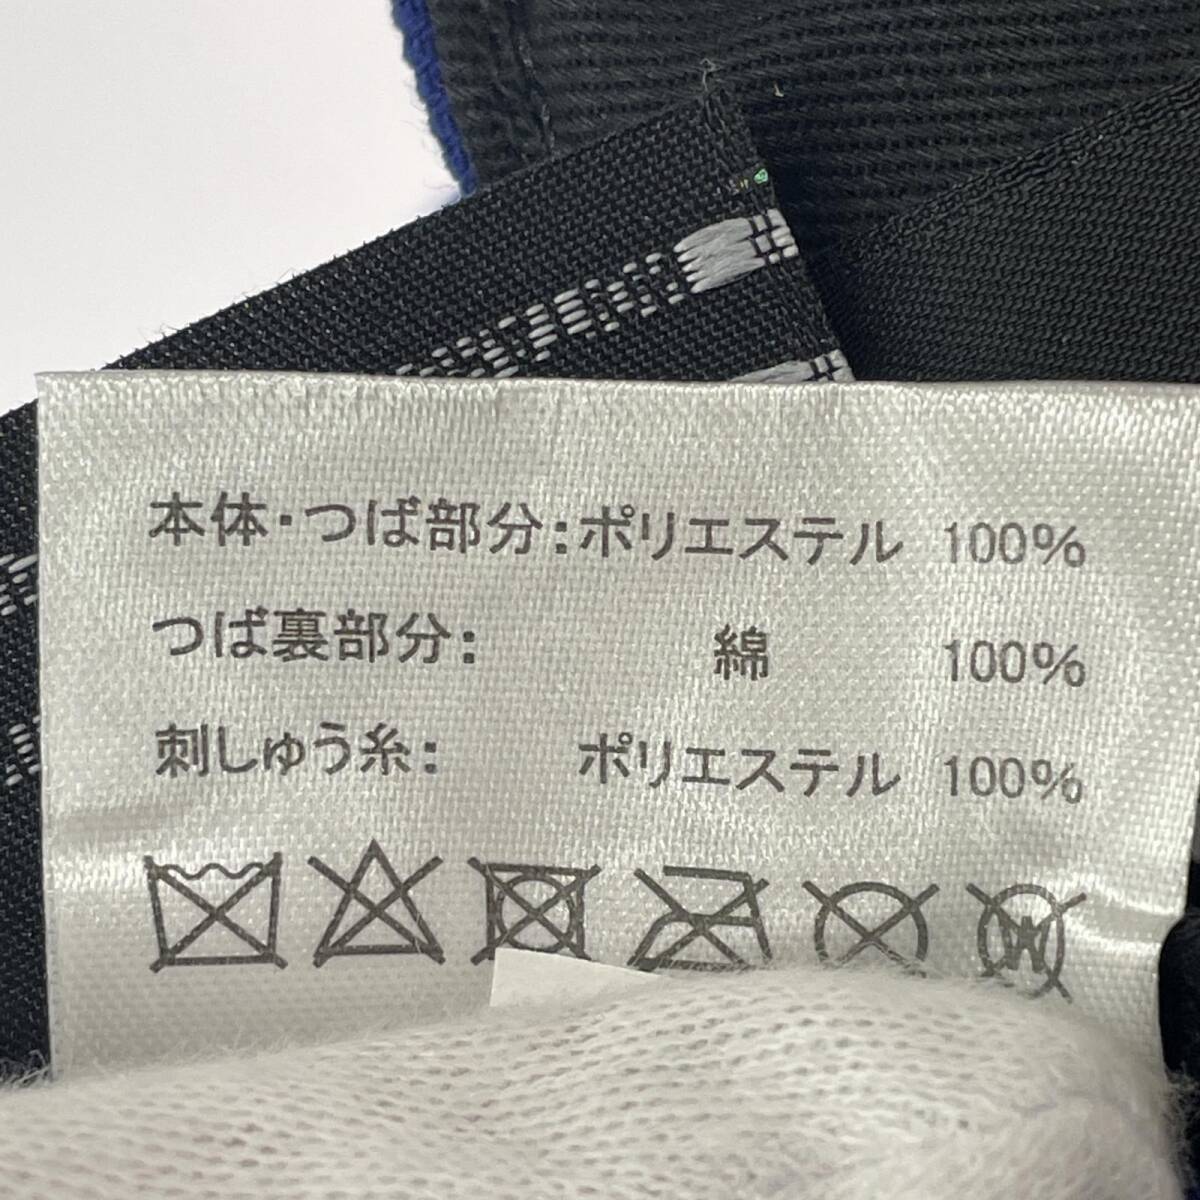 本体・つば部分:ポリエステル 100%
つば裏部分: 綿 100%
刺しゅう糸: ポリエステル 100%
W